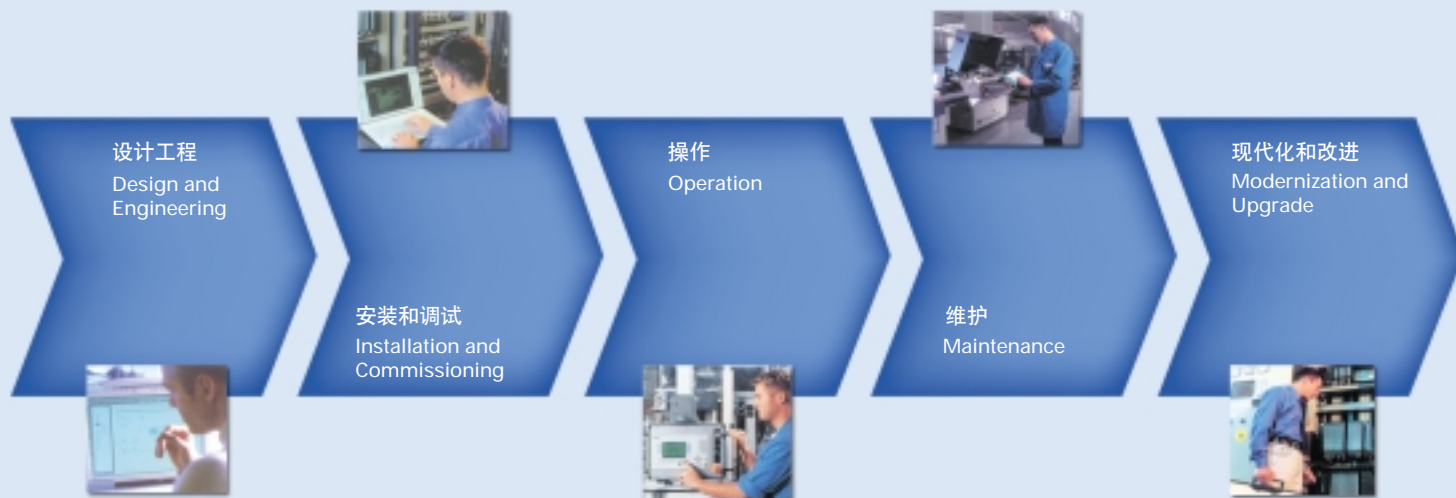 设计工程
Design and
Engineering
安装和调试
Installation and
Commissioning
操作
Operation
维护
Maintenance
现代化和改进
Modernization and
Upgrade